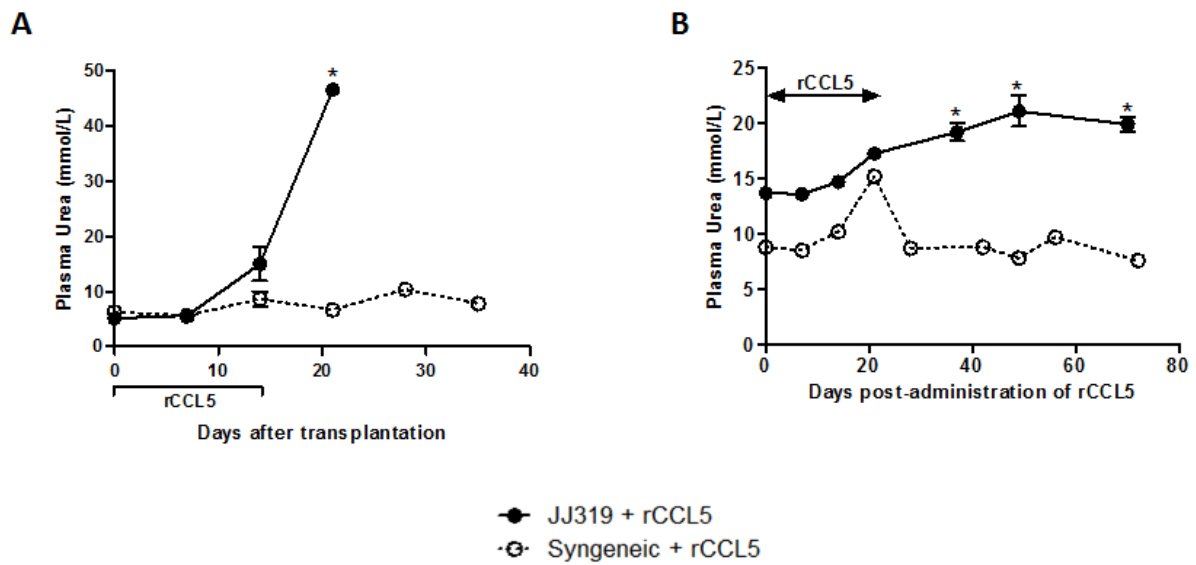 A
Plasma Urea (mmol/L)
50
40
30
20
10
0
*
0 10 20 30 40
rCCL5
Days after transplantation
B
Plasma Urea (mmol/L)
25
20
15
10
5
0
rCCL5
* * *
0 20 40 60 80
Days post-administration of rCCL5
JJ319 + rCCL5
Syngeneic + rCCL5